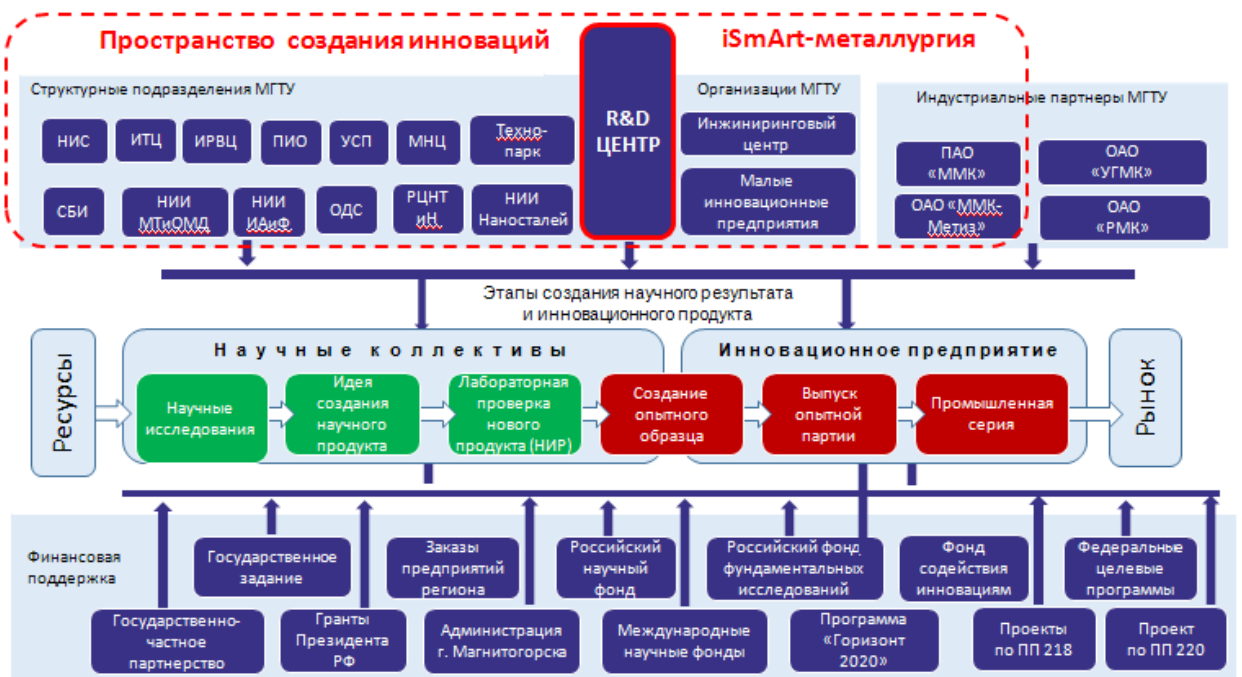 Пространство создания инноваций
iSmArt-металлургия
R&D
ЦЕНТР
Структурные подразделения МГТУ
НИС
ИТЦ
ИРВЦ
ПИО
УСП
МНЦ
Техно-
парк
СБИ
НИИ
МТиОМД
НИИ
ИАиФ
ОДС
РЦНТ
иН
НИИ
Наносталей
Организации МГТУ
Инжиниринговый
центр
Малые
инновационные
предприятия
Индустриальные партнеры МГТУ
ПАО
«ММК»
ОАО
«УГМК»
ОАО «ММК-
Метиз»
ОАО
«РМК»
Этапы создания научного результата
и инновационного продукта
Ресурсы
Научные коллективы
Инновационное предприятие
Научные
исследования
Идея
создания
научного
продукта
Лабораторная
проверка
нового
продукта (НИР)
Создание
опытного
образца
Выпуск
опытной
партии
Промышленная
серия
Рынок
Финансовая
поддержка
Государственное
задание
Заказы
предприятий
региона
Российский
научный
фонд
Российский фонд
фундаментальных
исследований
Фонд
содействия
инновациям
Федеральные
целевые
программы
Государственно-
частное
партнерство
Гранты
Президента
РФ
Администрация
г. Магнитогорска
Международные
научные фонды
Программа
«Горизонт
2020»
Проекты
по ПП 218
Проект
по ПП 220